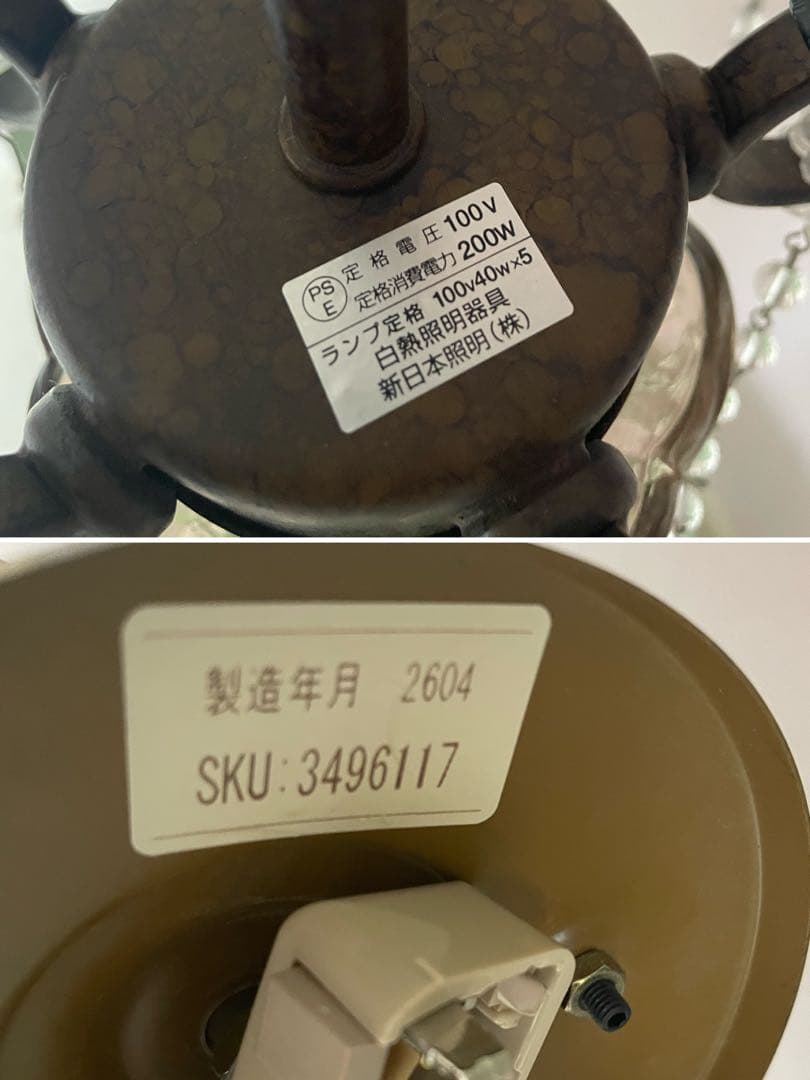 PS
E
定格電圧 100V
定格消費電力 200W
ランプ定格 100V40W×5
白熱照明器具
新日本照明(株)
製造年月 2604
SKU:3496117